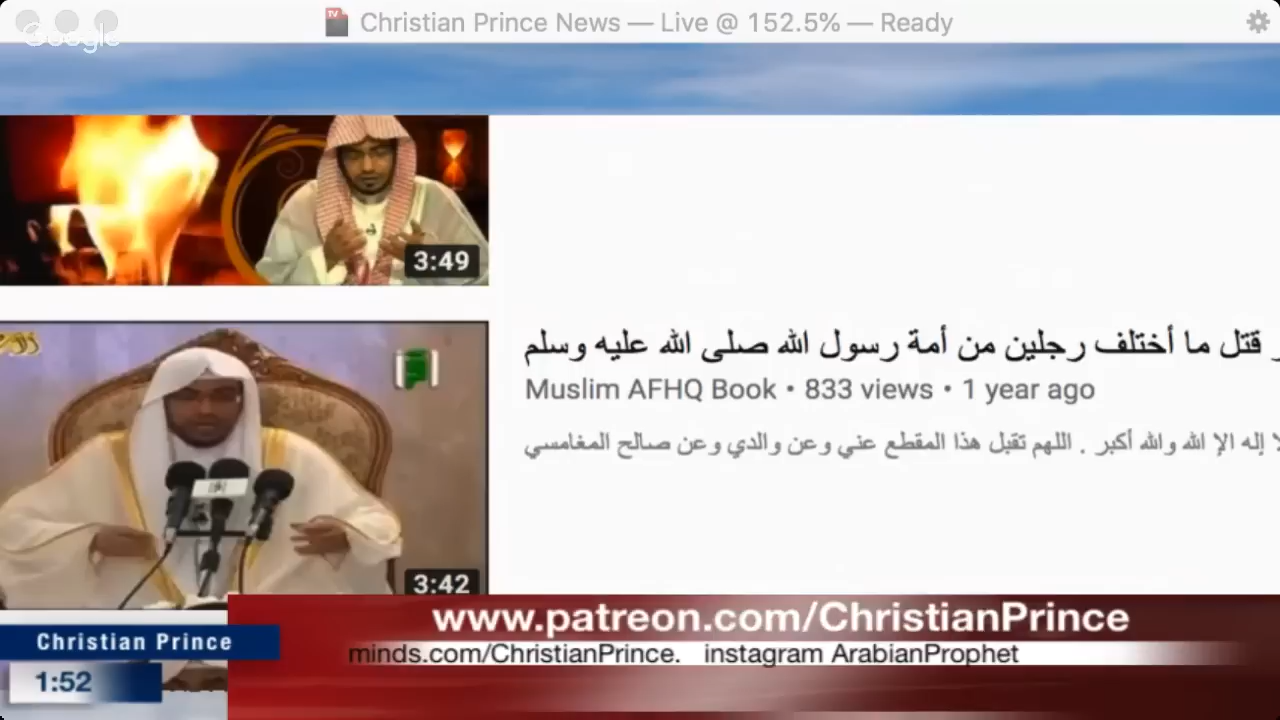 Christian Prince News — Live @ 152.5% — Ready
Google
TV
3:49
قتل ما أختلف رجلين من أمة رسول الله صلى الله عليه وسلم
Muslim AFHQ Book • 833 views • 1 year ago
إله الإ الله والله أكبر . اللهم تقبل هذا المقطع عني وعن والدي وعن صالح المغامسي
3:42
www.patreon.com/ChristianPrince
Christian Prince
minds.com/ChristianPrince. instagram ArabianProphet
1:52